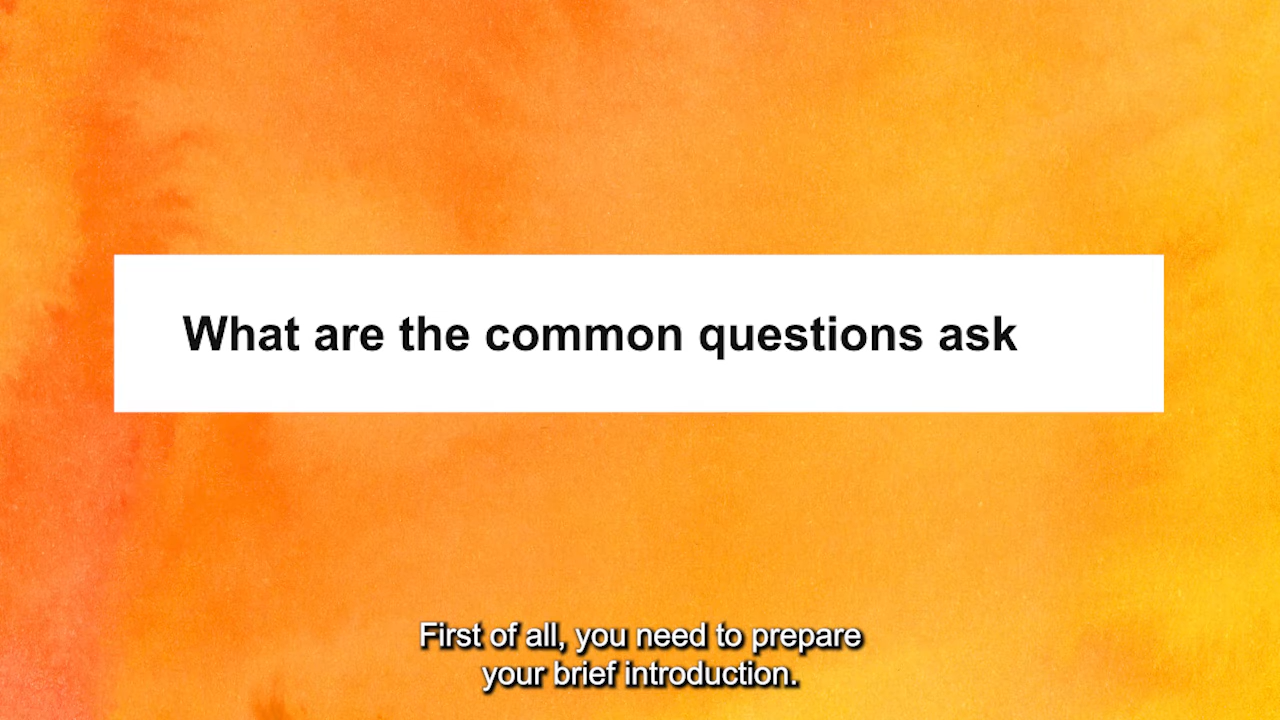 What are the common questions ask
First of all, you need to prepare
your brief introduction.